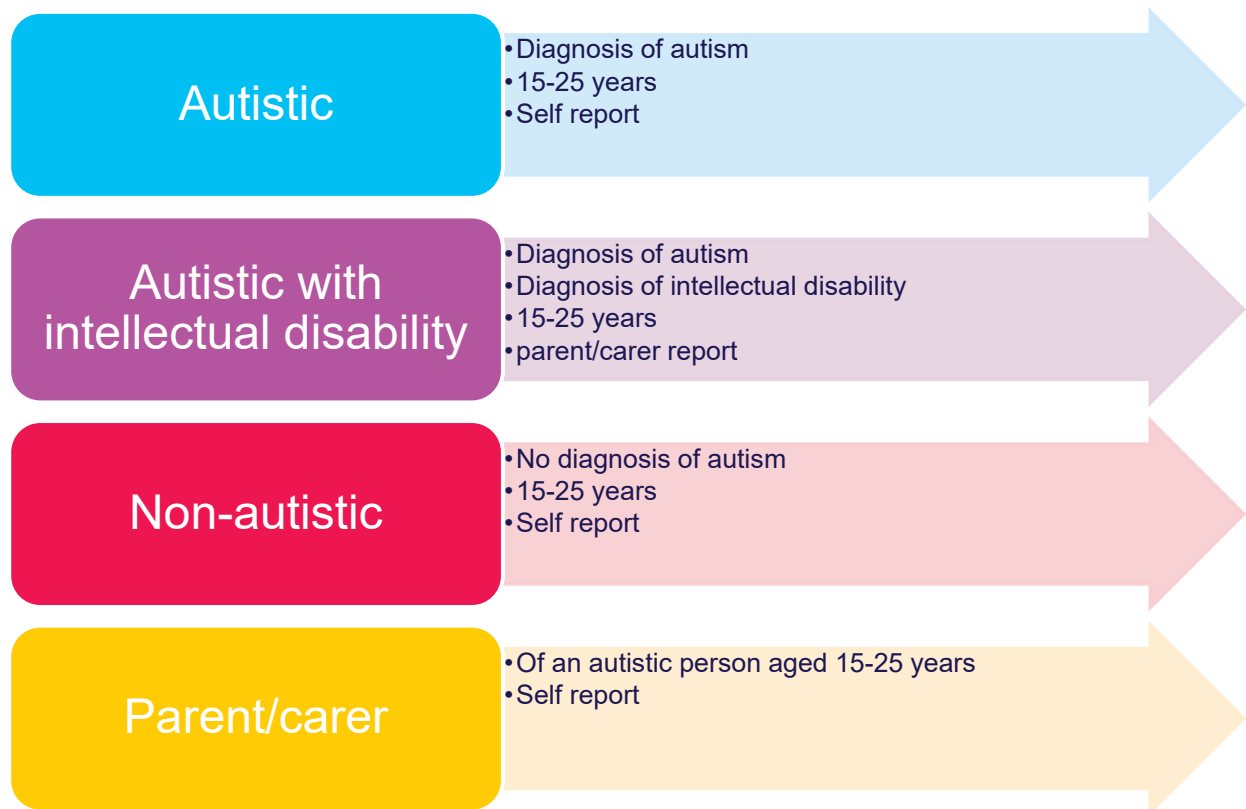 Autistic
•Diagnosis of autism
•15-25 years
•Self report
Autistic with
intellectual disability
•Diagnosis of autism
•Diagnosis of intellectual disability
•15-25 years
•parent/carer report
Non-autistic
•No diagnosis of autism
•15-25 years
•Self report
Parent/carer
•Of an autistic person aged 15-25 years
•Self report